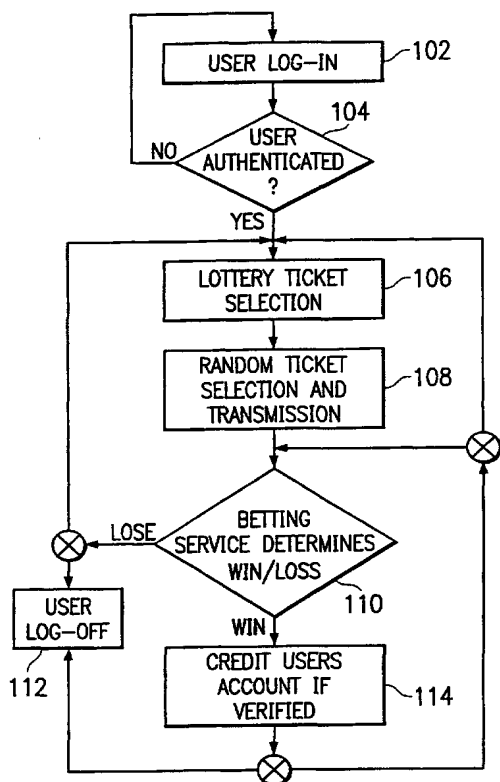 USER LOG-IN
102
104
USER
AUTHENTICATED
?
NO
YES
LOTTERY TICKET
SELECTION
106
RANDOM TICKET
SELECTION AND
TRANSMISSION
108
BETTING
SERVICE DETERMINES
WIN/LOSS
110
LOSE
USER
LOG-OFF
112
WIN
CREDIT USERS
ACCOUNT IF
VERIFIED
114